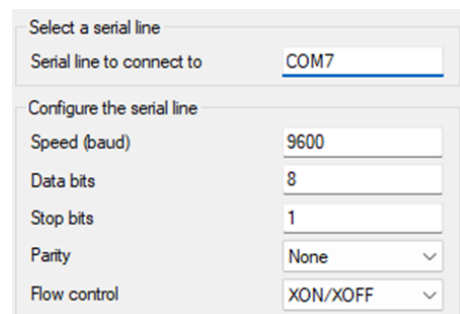 Select a serial line
Serial line to connect to COM7
Configure the serial line
Speed (baud) 9600
Data bits 8
Stop bits 1
Parity None
Flow control XON/XOFF